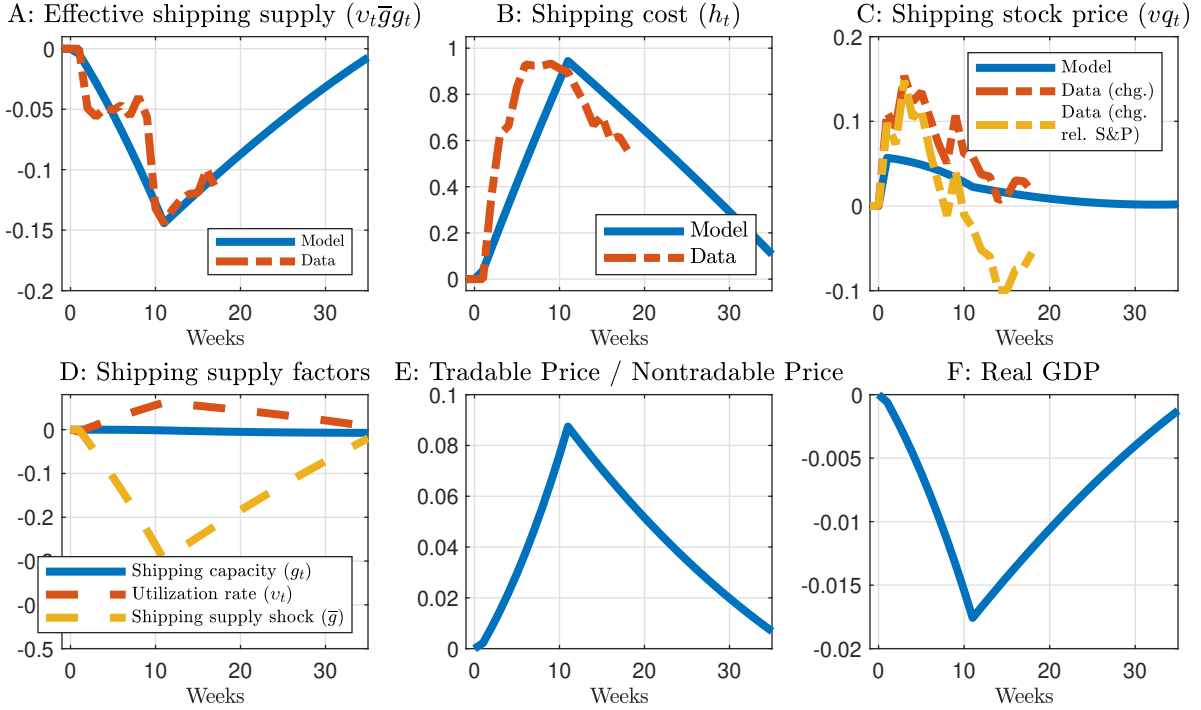 A: Effective shipping supply (υₜg̅gₜ)
0
-0.05
-0.1
-0.15
-0.2
Model
Data
0 10 20 30
Weeks
B: Shipping cost (hₜ)
1
0.8
0.6
0.4
0.2
0
Model
Data
0 10 20 30
Weeks
C: Shipping stock price (vqₜ)
0.2
0.1
0
-0.1
Model
Data (chg.)
Data (chg.
rel. S&P)
0 10 20 30
Weeks
D: Shipping supply factors
0
-0.1
-0.2
-0.5
Shipping capacity (gₜ)
Utilization rate (υₜ)
Shipping supply shock (g̅)
0 10 20 30
Weeks
E: Tradable Price / Nontradable Price
0.1
0.08
0.06
0.04
0.02
0
0 10 20 30
Weeks
F: Real GDP
0
-0.005
-0.01
-0.015
-0.02
0 10 20 30
Weeks